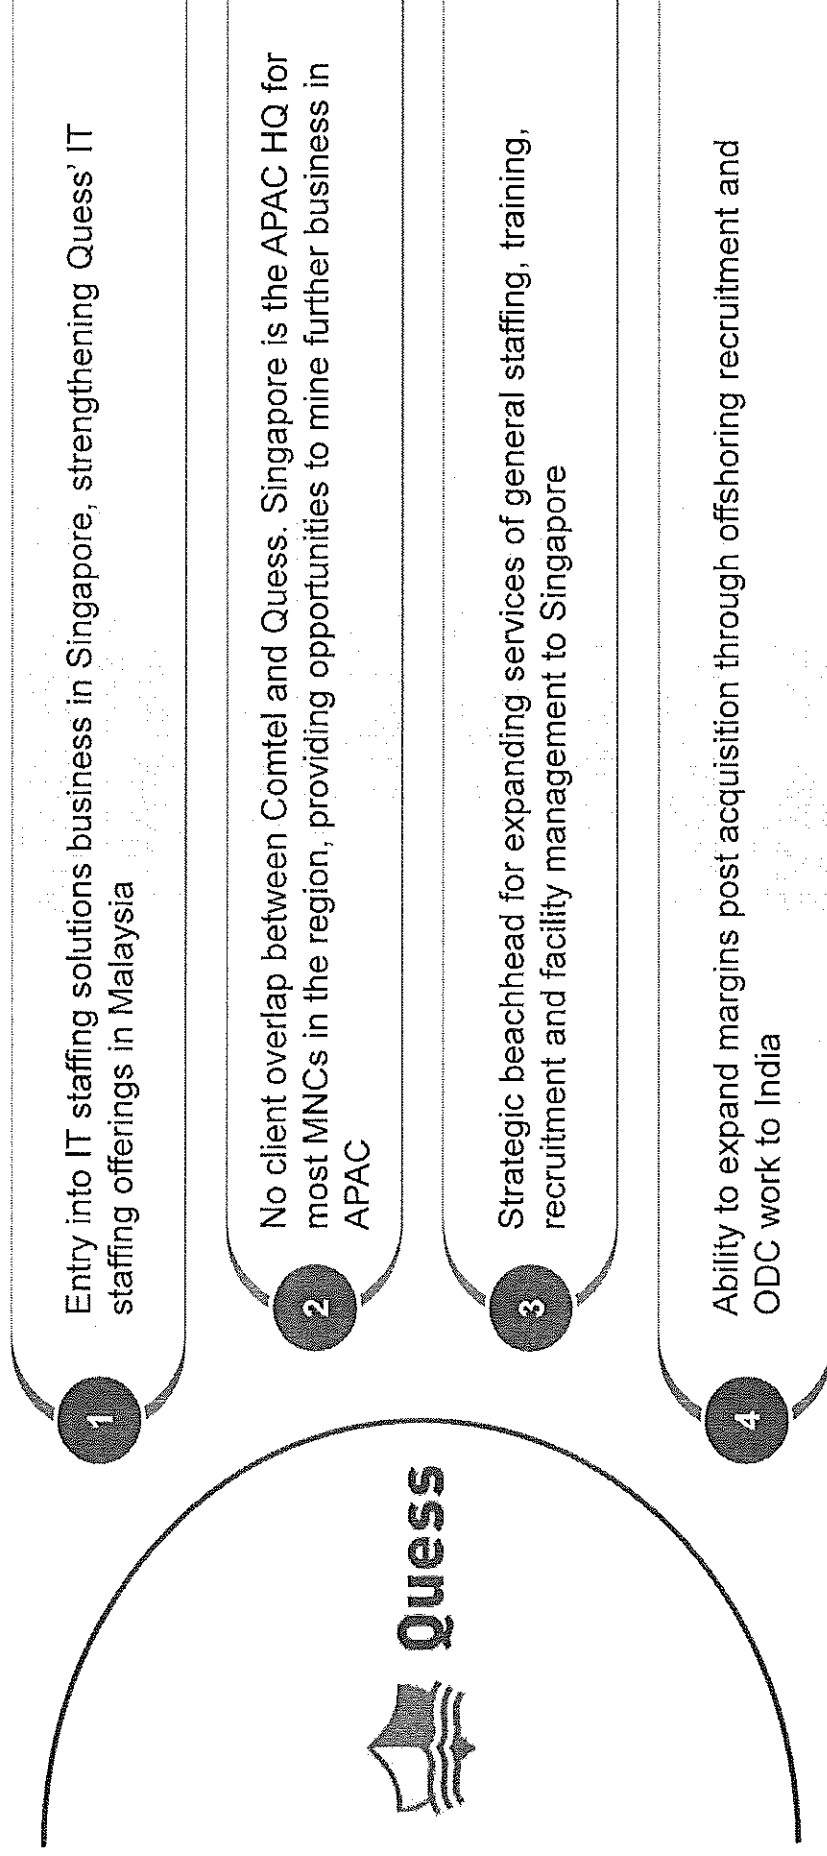 Quess
1
Entry into IT staffing solutions business in Singapore, strengthening Quess' IT
staffing offerings in Malaysia
2
No client overlap between Comtel and Quess. Singapore is the APAC HQ for
most MNCs in the region, providing opportunities to mine further business in
APAC
3
Strategic beachhead for expanding services of general staffing, training,
recruitment and facility management to Singapore
4
Ability to expand margins post acquisition through offshoring recruitment and
ODC work to India